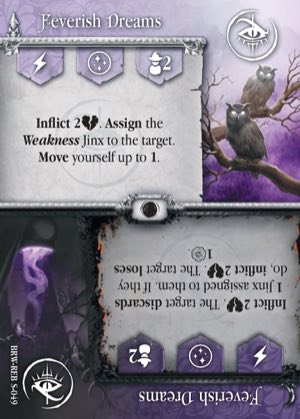 Feverish Dreams
2
Inflict 2. Assign the
Weakness Jinx to the target.
Move yourself up to 1.
Feverish Dreams
2
Inflict 2. The target discards
1 Jinx assigned to them. If they
do, inflict 2. The target loses
1.
BRW-REB S-049